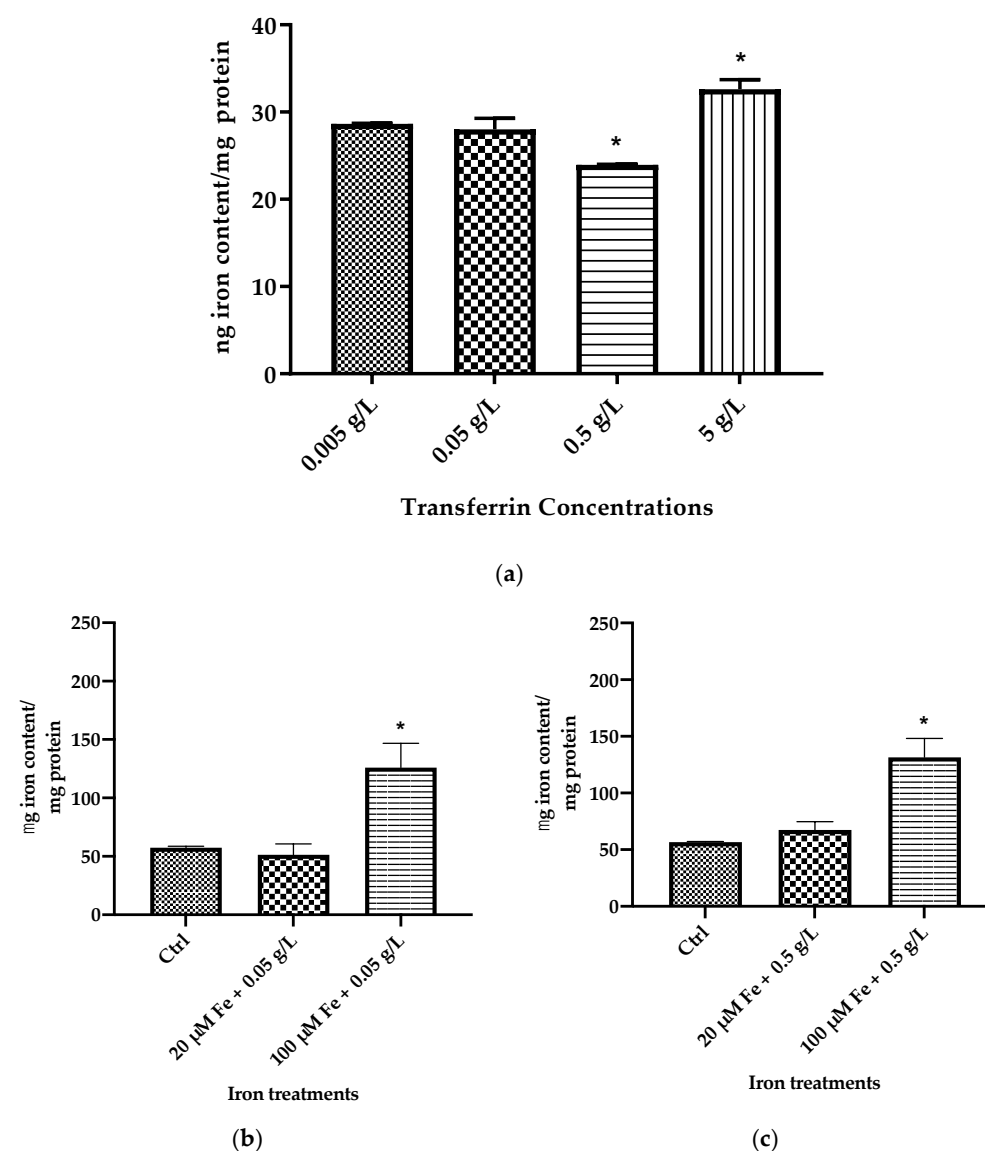 40
30
20
10
0
ng iron content/mg protein
*
*
0.005 g/L
0.05 g/L
0.5 g/L
5 g/L
Transferrin Concentrations
(a)
250
200
150
100
50
0
mg iron content/
mg protein
*
Ctrl
20 µM Fe + 0.05 g/L
100 µM Fe + 0.05 g/L
Iron treatments
(b)
250
200
150
100
50
0
mg iron content/
mg protein
*
Ctrl
20 µM Fe + 0.5 g/L
100 µM Fe + 0.5 g/L
Iron treatments
(c)